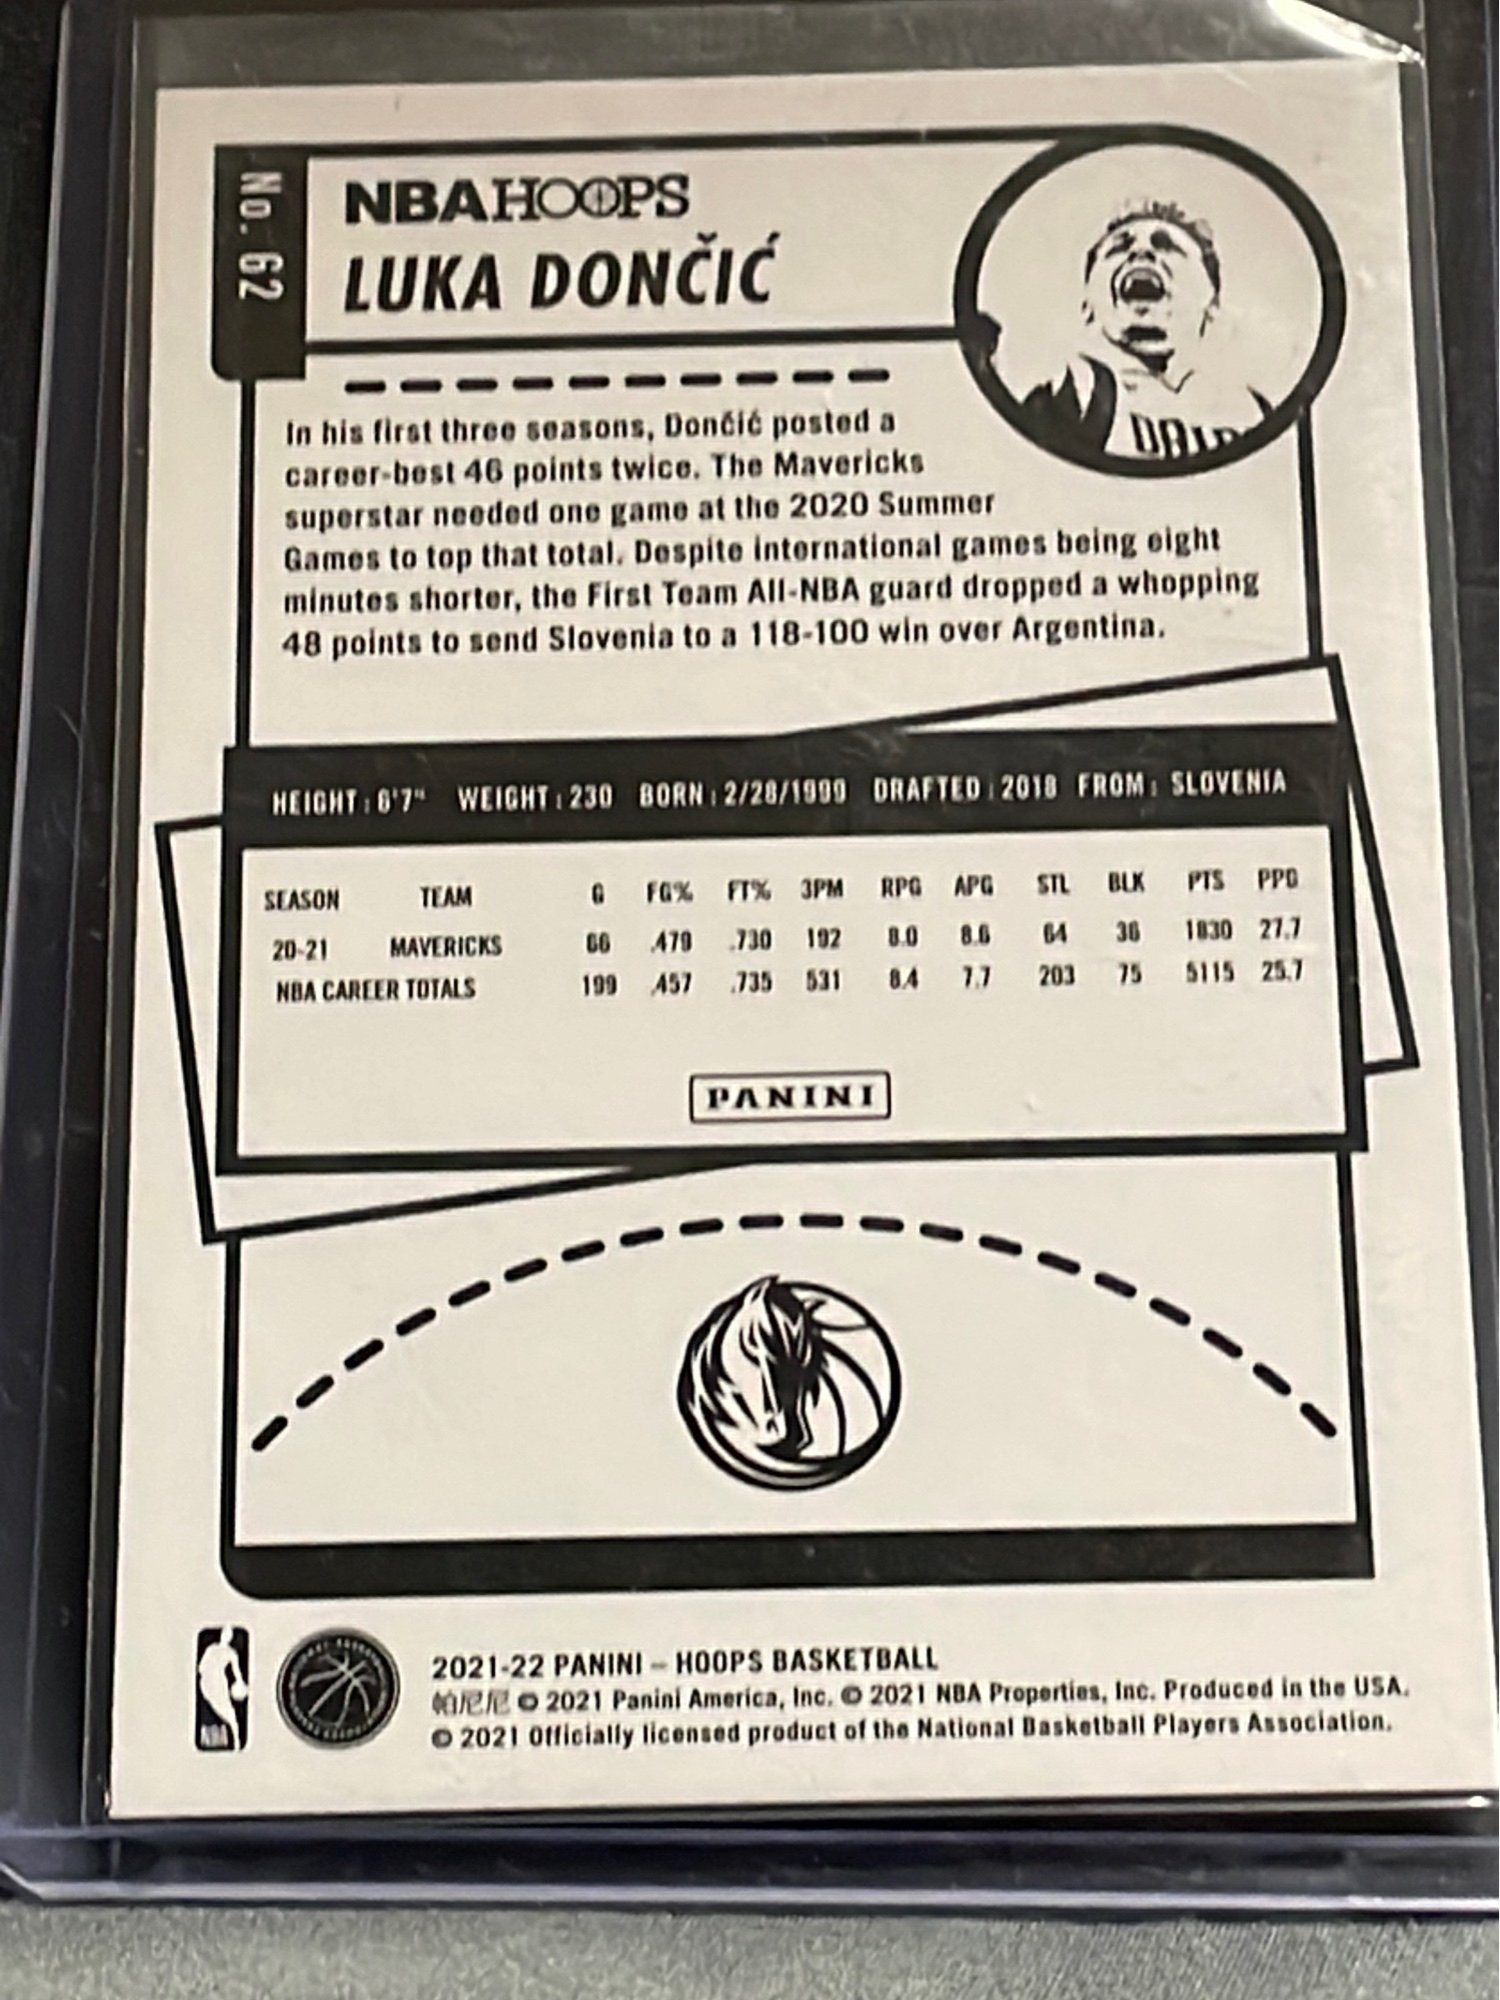 No. 62
NBA HOOPS
LUKA DONČIĆ
In his first three seasons, Dončić posted a
career-best 46 points twice. The Mavericks
superstar needed one game at the 2020 Summer
Games to top that total. Despite international games being eight
minutes shorter, the First Team All-NBA guard dropped a whopping
48 points to send Slovenia to a 118-100 win over Argentina.
HEIGHT: 6'7" WEIGHT: 230 BORN: 2/28/1999 DRAFTED: 2018 FROM: SLOVENIA
SEASON TEAM G FG% FT% 3PM RPG APG STL BLK PTS PPG
20-21 MAVERICKS 66 .479 .730 192 8.0 8.6 64 36 1830 27.7
NBA CAREER TOTALS 199 .457 .735 531 8.4 7.7 203 75 5115 25.7
PANINI
2021-22 PANINI – HOOPS BASKETBALL
帕尼尼 © 2021 Panini America, Inc. © 2021 NBA Properties, Inc. Produced in the USA.
© 2021 Officially licensed product of the National Basketball Players Association.
NBA